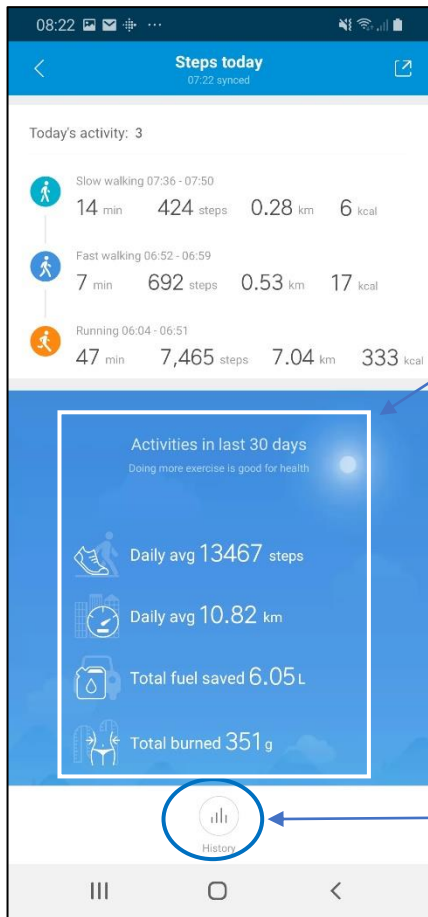 08:22
Steps today
07:22 synced
Today's activity: 3
Slow walking 07:36 - 07:50
14 min 424 steps 0.28 km 6 kcal
Fast walking 06:52 - 06:59
7 min 692 steps 0.53 km 17 kcal
Running 06:04 - 06:51
47 min 7,465 steps 7.04 km 333 kcal
Activities in last 30 days
Doing more exercise is good for health
Daily avg 13467 steps
Daily avg 10.82 km
Total fuel saved 6.05 L
Total burned 351 g
History